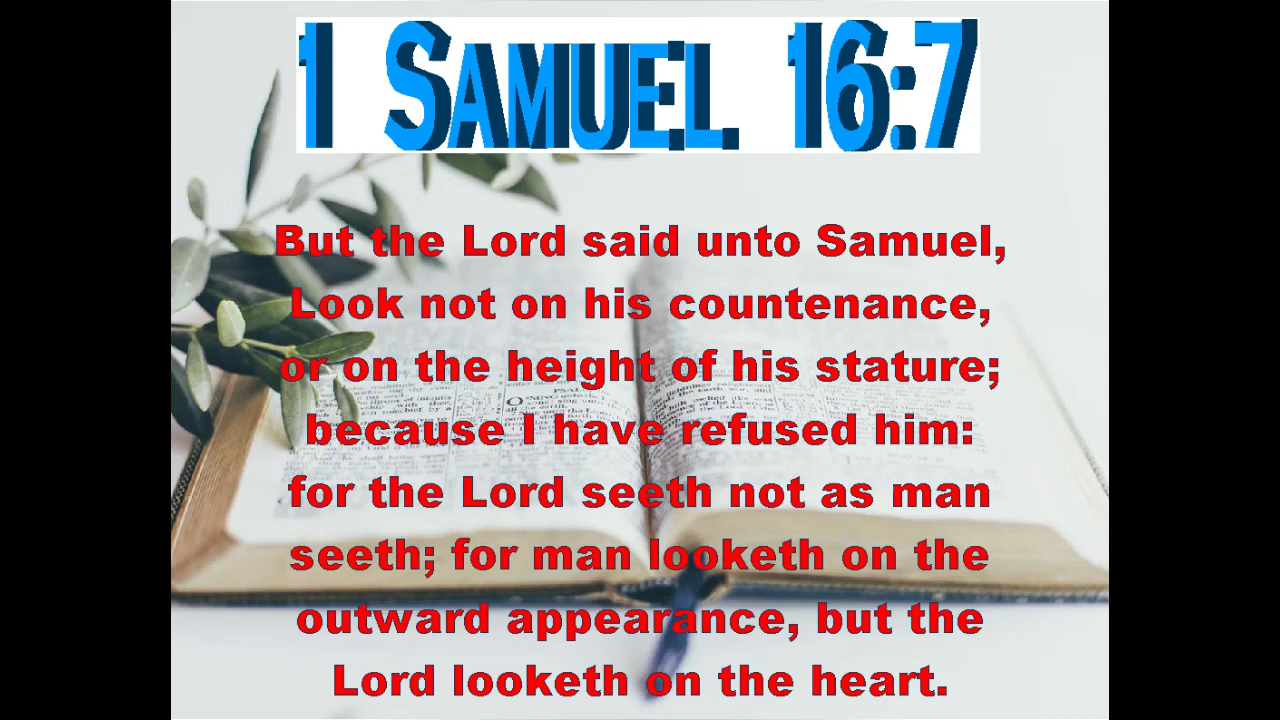 1 SAMUEL 16:7
But the Lord said unto Samuel,
Look not on his countenance,
or on the height of his stature;
because I have refused him:
for the Lord seeth not as man
seeth; for man looketh on the
outward appearance, but the
Lord looketh on the heart.